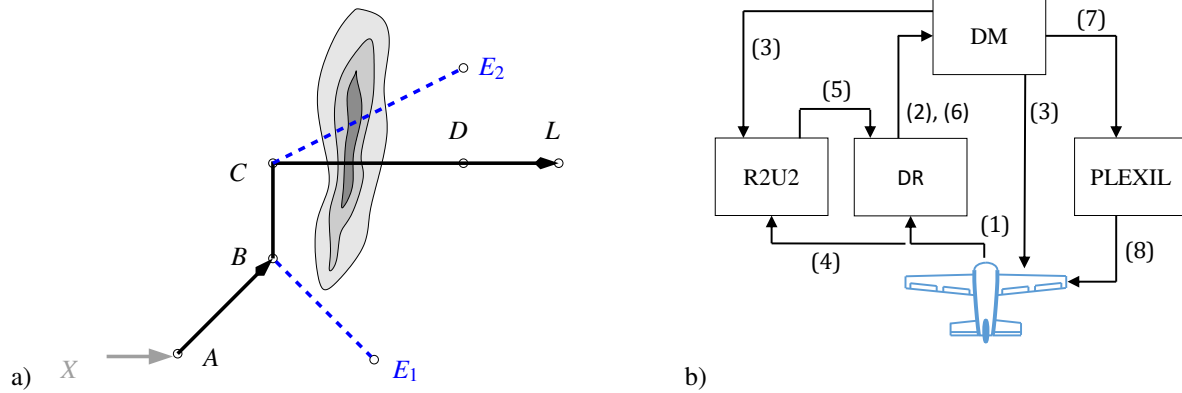 E2
D
L
C
B
A
X
E1
a)
DM
(7)
(3)
(5)
(2), (6)
(3)
R2U2
DR
PLEXIL
(1)
(4)
(8)
b)